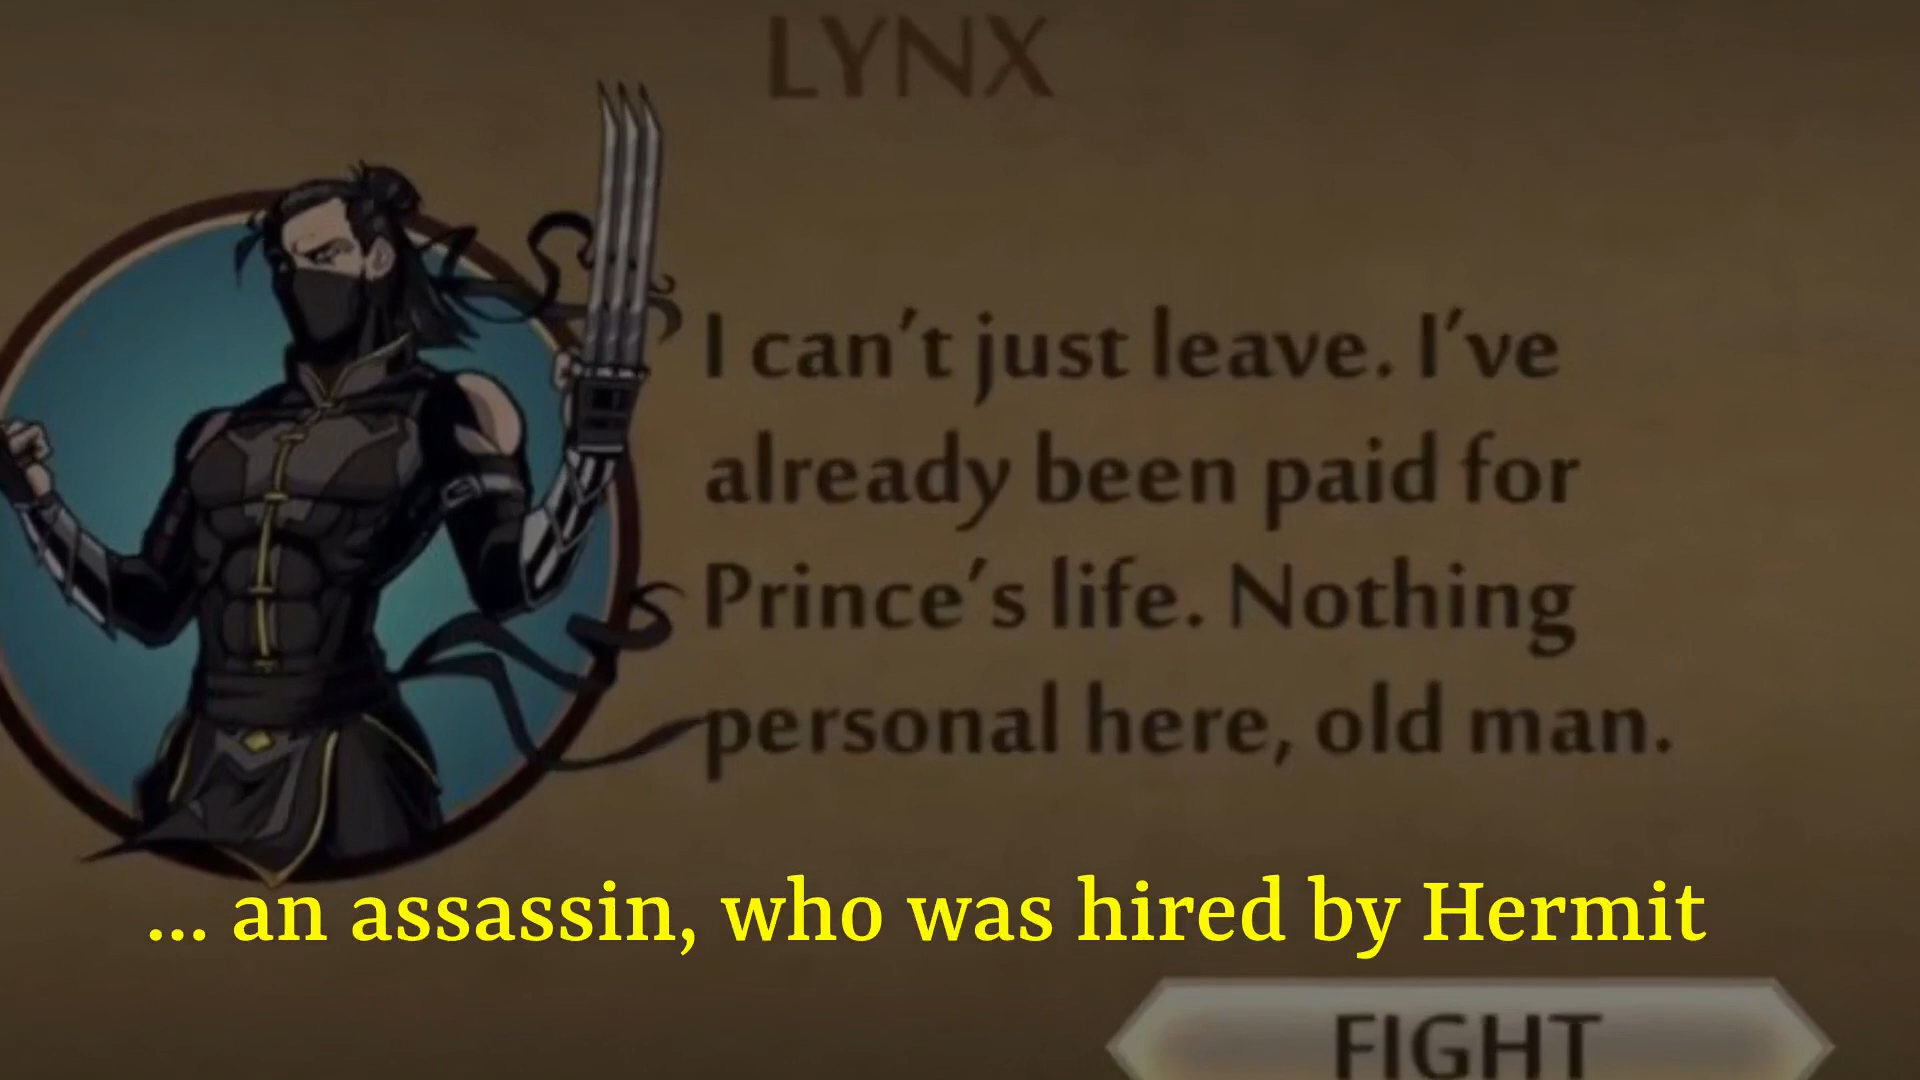 LYNX
I can't just leave. I've
already been paid for
Prince's life. Nothing
personal here, old man.
... an assassin, who was hired by Hermit
FIGHT